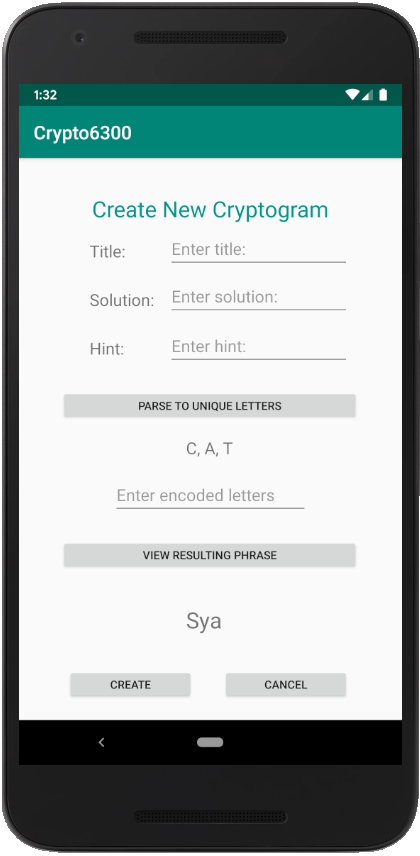 1:32
Crypto6300
Create New Cryptogram
Title: Enter title:
Solution: Enter solution:
Hint: Enter hint:
PARSE TO UNIQUE LETTERS
C, A, T
Enter encoded letters
VIEW RESULTING PHRASE
Sya
CREATE CANCEL